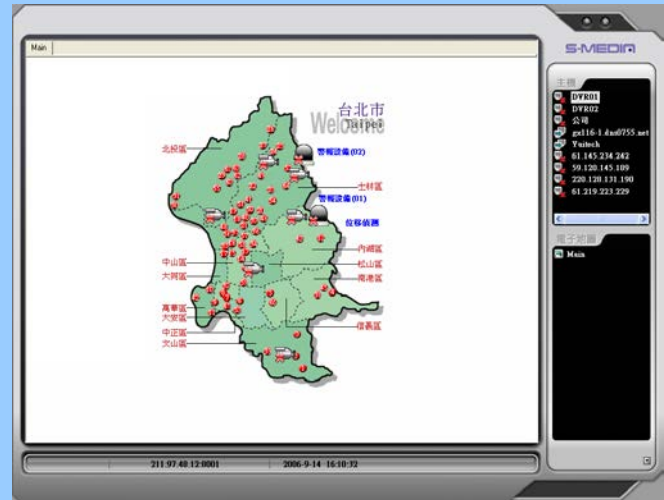 S-MEDIA
Main
台北市
Taipei
Welcome
北投區
警報設備(02)
士林區
警報設備(01)
位移偵測
內湖區
中山區
松山區
大同區
南港區
萬華區
大安區
信義區
中正區
文山區
主機
DVR01
DVR02
公司
Yuitech
61.145.234.242
59.120.145.109
220.128.131.190
61.219.223.229
電子地圖
Main
211.97.40.12:0001
2006-9-14 16:10:32